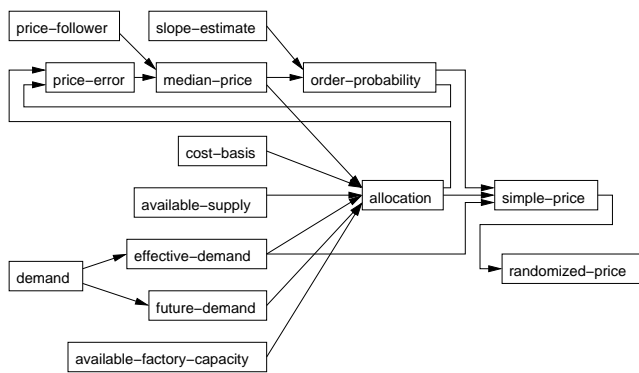 price-follower
slope-estimate
price-error
median-price
order-probability
cost-basis
allocation
simple-price
available-supply
effective-demand
randomized-price
demand
future-demand
available-factory-capacity